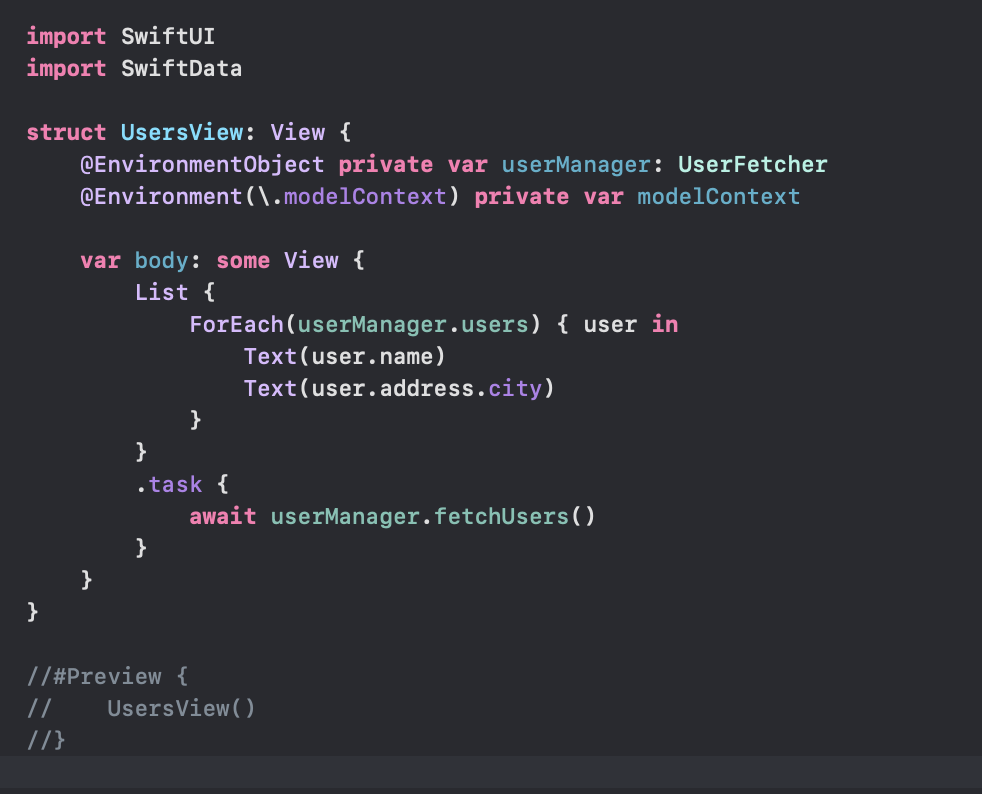 import SwiftUI
import SwiftData
struct UsersView: View {
    @EnvironmentObject private var userManager: UserFetcher
    @Environment(\.modelContext) private var modelContext
    var body: some View {
        List {
            ForEach(userManager.users) { user in
                Text(user.name)
                Text(user.address.city)
            }
        }
        .task {
            await userManager.fetchUsers()
        }
    }
}
//#Preview {
//    UsersView()
//}